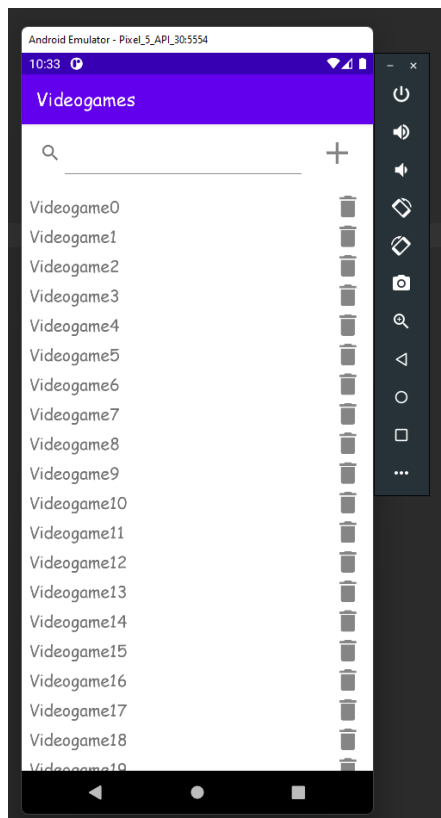 Android Emulator - Pixel_5_API_30:5554
10:33
Videogames
Videogame0
Videogame1
Videogame2
Videogame3
Videogame4
Videogame5
Videogame6
Videogame7
Videogame8
Videogame9
Videogame10
Videogame11
Videogame12
Videogame13
Videogame14
Videogame15
Videogame16
Videogame17
Videogame18
Videogame19